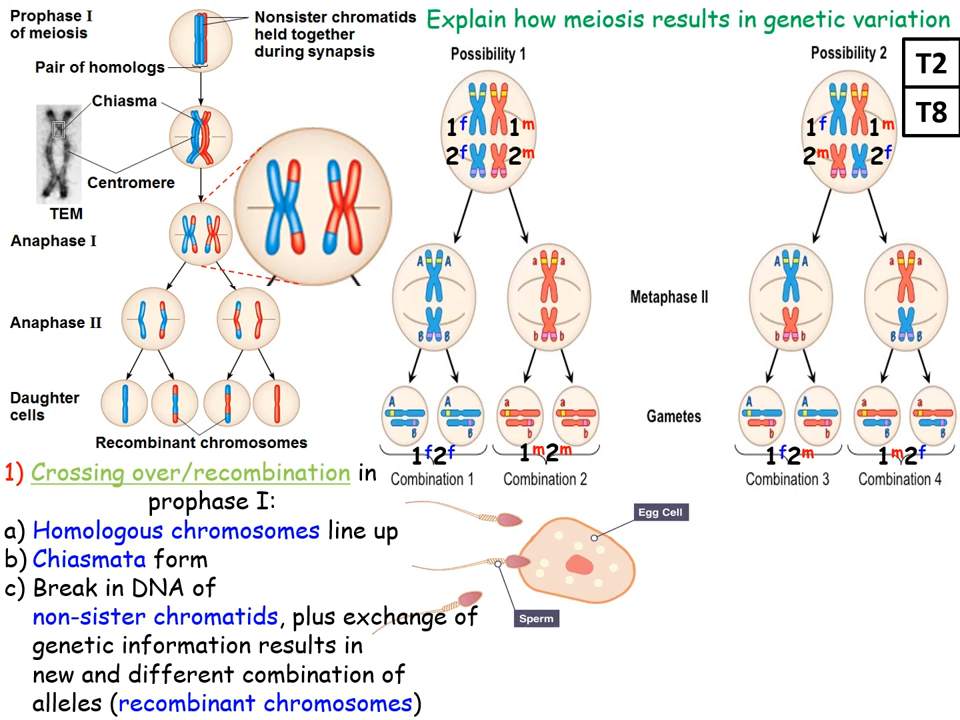 Explain how meiosis results in genetic variation
T2
T8
Prophase I
of meiosis
Nonsister chromatids
held together
during synapsis
Pair of homologs
Chiasma
Centromere
TEM
Anaphase I
Anaphase II
Daughter
cells
Recombinant chromosomes
Possibility 1
1f 1m
2f 2m
Possibility 2
1f 1m
2m 2f
Metaphase II
A A a a
B B b b
A A a a
b b B B
Gametes
A A a a
B B b b
A A a a
b b B B
1f2f 1m2m
1f2m 1m2f
Combination 1 Combination 2
Combination 3 Combination 4
1) Crossing over/recombination in
prophase I:
a) Homologous chromosomes line up
b) Chiasmata form
c) Break in DNA of
non-sister chromatids, plus exchange of
genetic information results in
new and different combination of
alleles (recombinant chromosomes)
Egg Cell
Sperm